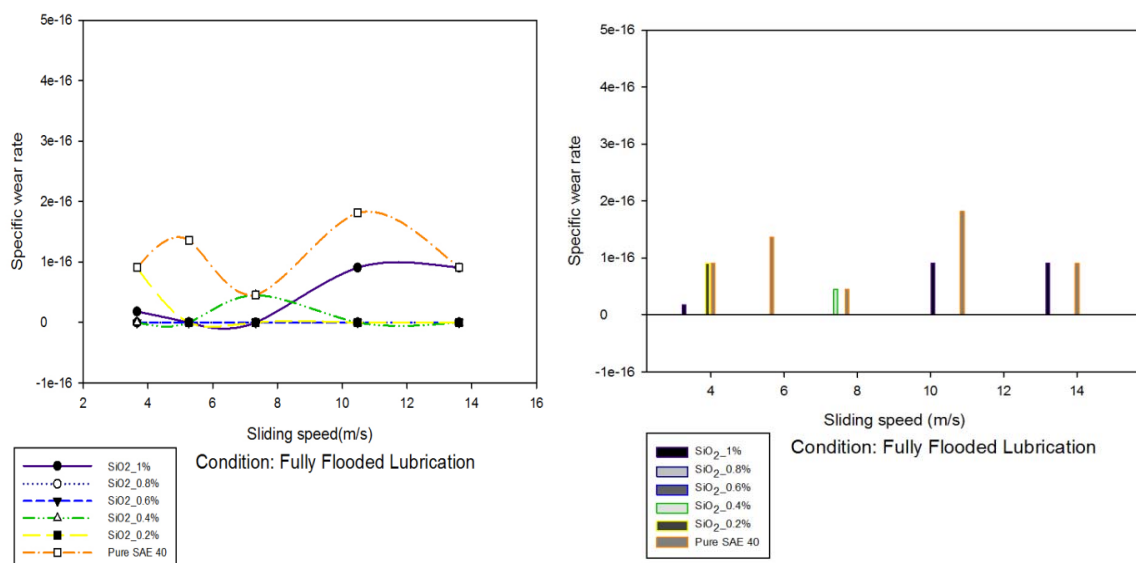 5e-16
4e-16
3e-16
2e-16
1e-16
0
-1e-16
Specific wear rate
2 4 6 8 10 12 14 16
Sliding speed(m/s)
Condition: Fully Flooded Lubrication
SiO2_1%
SiO2_0.8%
SiO2_0.6%
SiO2_0.4%
SiO2_0.2%
Pure SAE 40
5e-16
4e-16
3e-16
2e-16
1e-16
0
-1e-16
Specific wear rate
4 6 8 10 12 14
Sliding speed (m/s)
Condition: Fully Flooded Lubrication
SiO₂_1%
SiO₂_0.8%
SiO₂_0.6%
SiO₂_0.4%
SiO₂_0.2%
Pure SAE 40